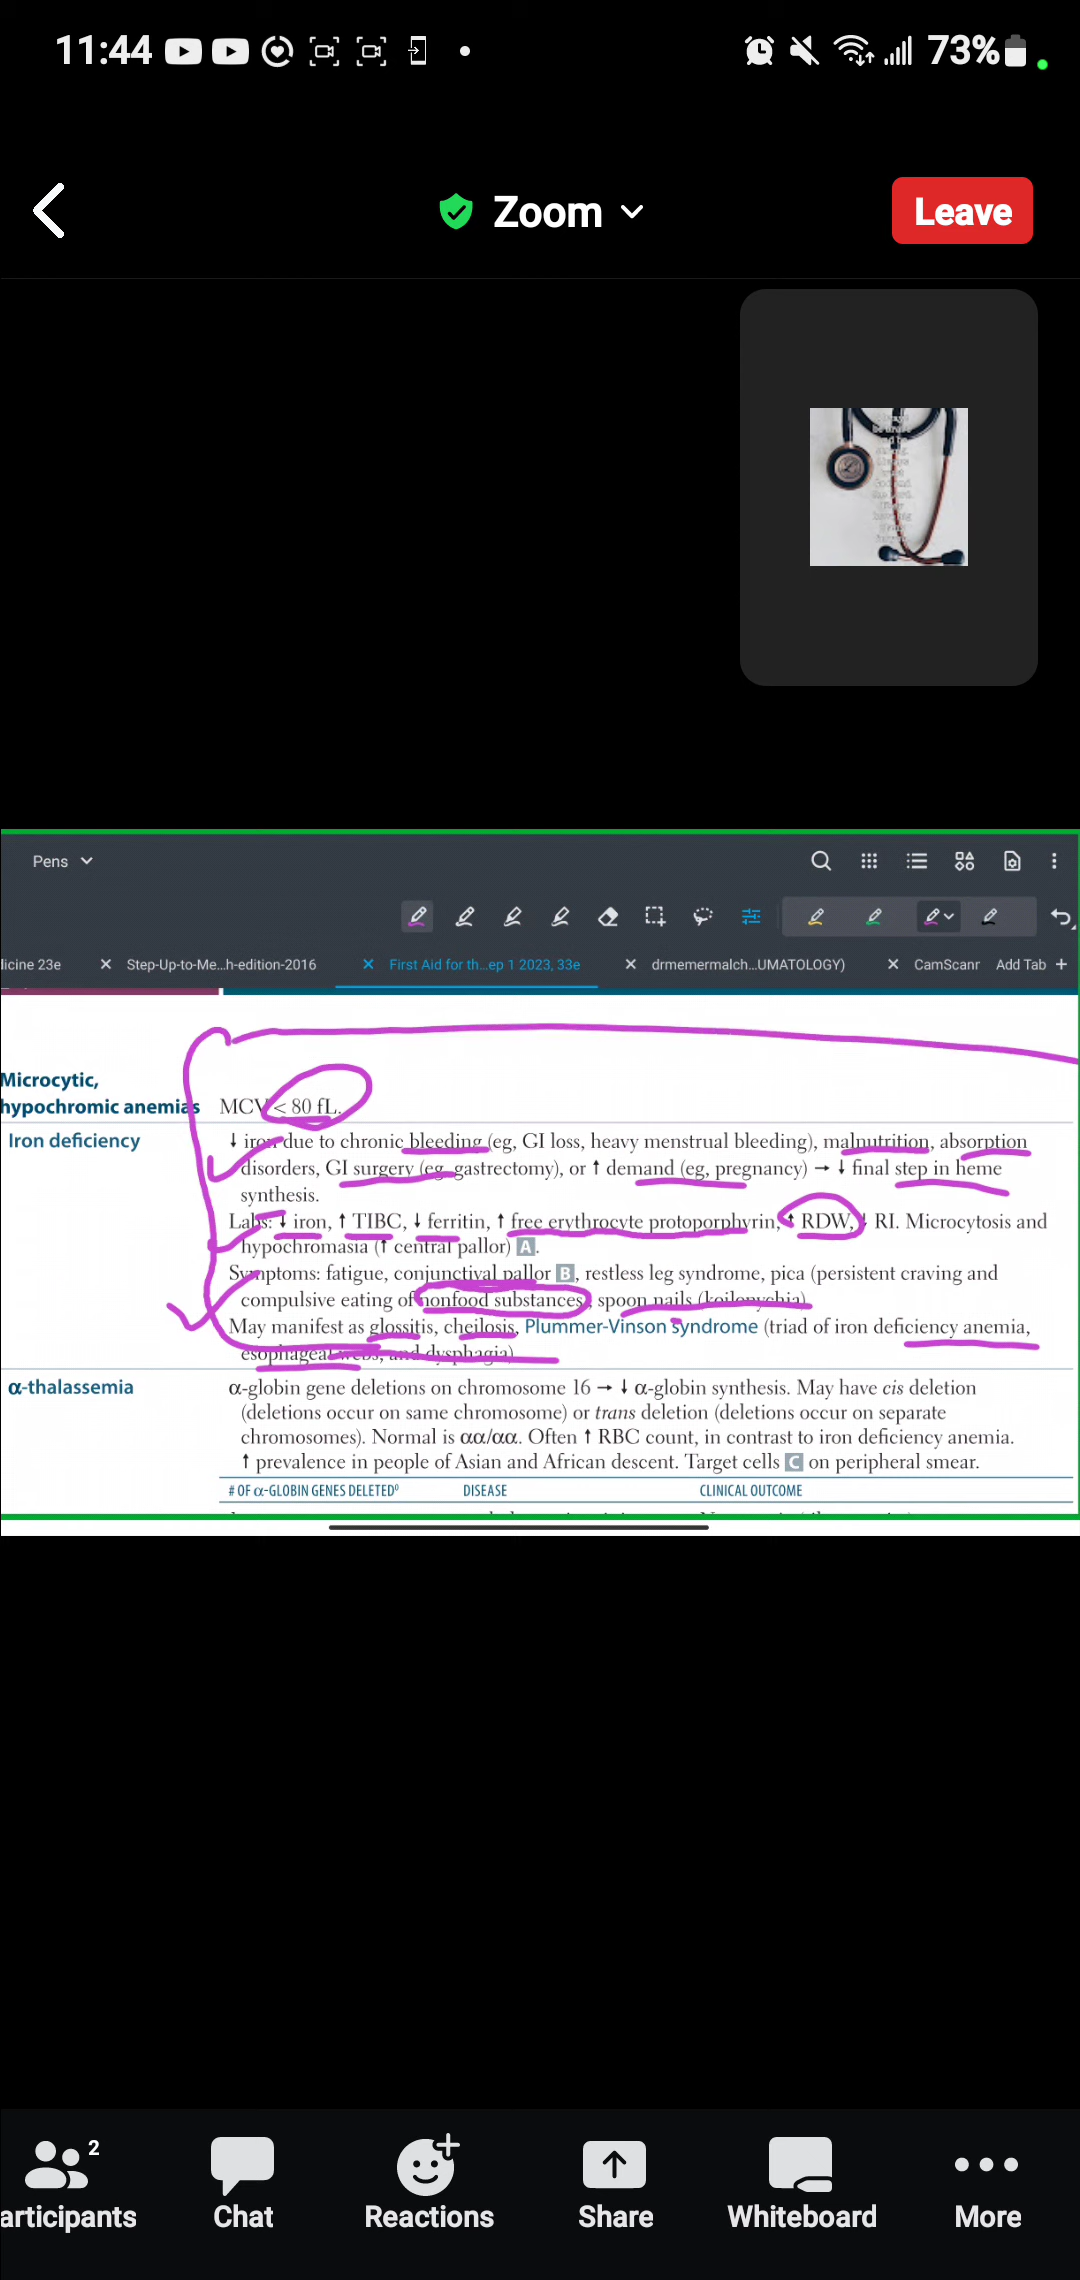 11:44
73%
Zoom
Leave
Pens
licine 23e
Step-Up-to-Me...h-edition-2016
First Aid for th...ep 1 2023, 33e
drmemermalch...UMATOLOGY)
CamScanr
Add Tab +
Microcytic,
hypochromic anemias MCV < 80 fL.
Iron deficiency ↓ iron due to chronic bleeding (eg, GI loss, heavy menstrual bleeding), malnutrition, absorption
disorders, GI surgery (eg, gastrectomy), or ↑ demand (eg, pregnancy) → ↓ final step in heme
synthesis.
Labs: ↓ iron, ↑ TIBC, ↓ ferritin, ↑ free erythrocyte protoporphyrin, ↑ RDW, ↓ RI. Microcytosis and
hypochromasia (↑ central pallor) A.
Symptoms: fatigue, conjunctival pallor B, restless leg syndrome, pica (persistent craving and
compulsive eating of nonfood substances), spoon nails (koilonychia).
May manifest as glossitis, cheilosis, Plummer-Vinson syndrome (triad of iron deficiency anemia,
esophageal webs, and dysphagia).
α-thalassemia α-globin gene deletions on chromosome 16 → ↓ α-globin synthesis. May have cis deletion
(deletions occur on same chromosome) or trans deletion (deletions occur on separate
chromosomes). Normal is αα/αα. Often ↑ RBC count, in contrast to iron deficiency anemia.
↑ prevalence in people of Asian and African descent. Target cells C on peripheral smear.
# OF α-GLOBIN GENES DELETED⁰ DISEASE CLINICAL OUTCOME
2
articipants
Chat
Reactions
Share
Whiteboard
More